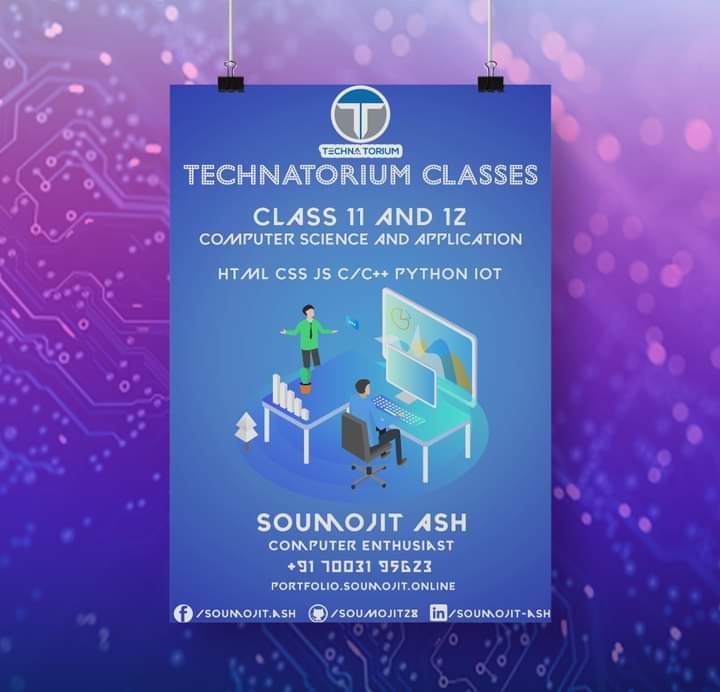 TECHNATORIUM
TECHNATORIUM CLASSES
CLASS 11 AND 12
COMPUTER SCIENCE AND APPLICATION
HTML CSS JS C/C++ PYTHON IOT
SOUMOJIT ASH
COMPUTER ENTHUSIAST
+91 70031 95623
PORTFOLIO.SOUMOJIT.ONLINE
/SOUMOJIT.ASH /SOUMOJIT28 in /SOUMOJIT-ASH